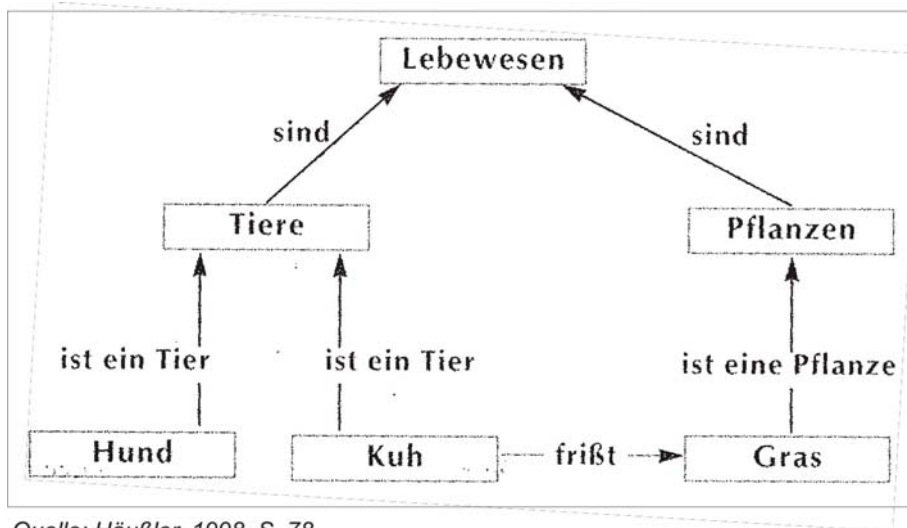 Lebewesen
sind sind
Tiere Pflanzen
ist ein Tier ist ein Tier ist eine Pflanze
Hund Kuh frißt Gras
Quelle: Häußler, 1998, S. 78